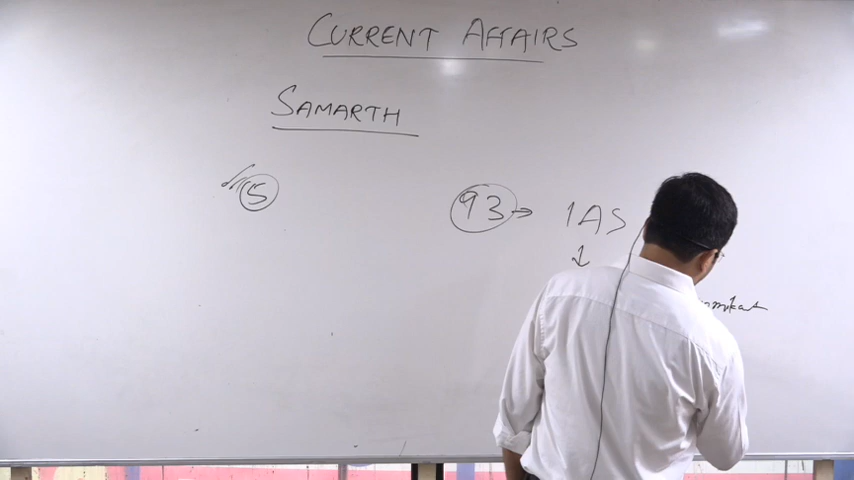 CURRENT AFFAIRS
SAMARTH
5
93 → IAS
↓